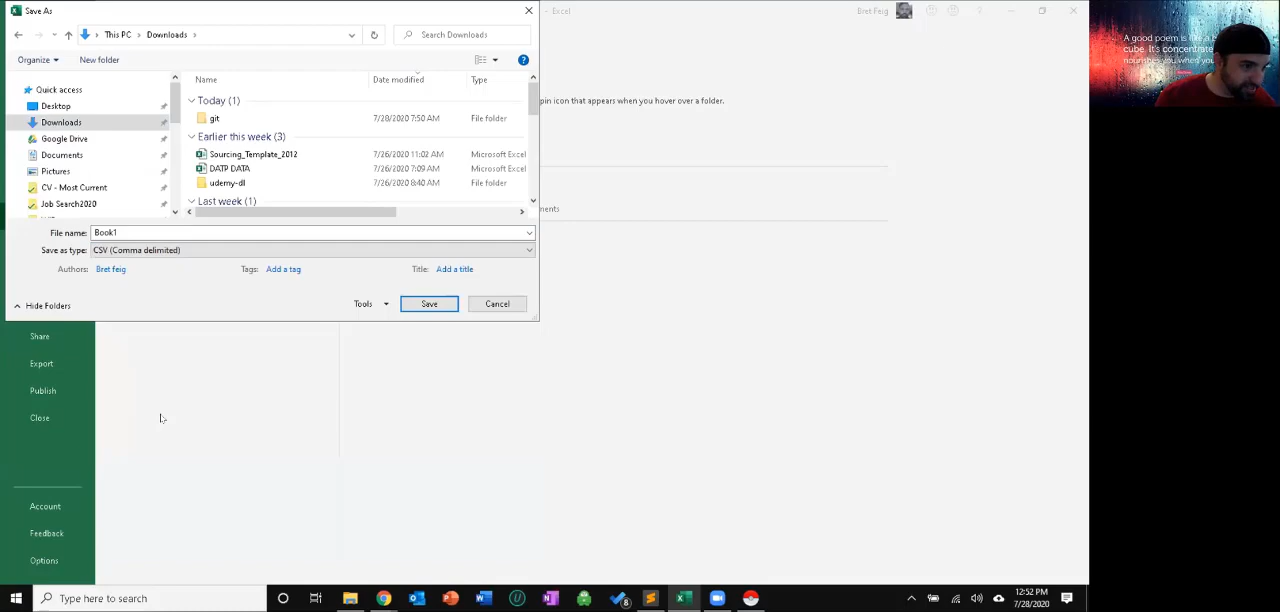 Save As
- Excel
Bret Feig
This PC > Downloads >
Search Downloads
Organize
New folder
Name
Date modified
Type
Quick access
Desktop
Downloads
Google Drive
Documents
Pictures
CV - Most Current
Job Search2020
Today (1)
git
7/28/2020 7:50 AM
File folder
Earlier this week (3)
Sourcing_Template_2012
7/26/2020 11:02 AM
Microsoft Excel
DATP DATA
7/26/2020 7:09 AM
Microsoft Excel
udemy-dl
7/26/2020 8:40 AM
File folder
Last week (1)
pin icon that appears when you hover over a folder.
File name:
Book1
Save as type:
CSV (Comma delimited)
Authors:
Bret feig
Tags:
Add a tag
Title:
Add a title
Hide Folders
Tools
Save
Cancel
Share
Export
Publish
Close
Account
Feedback
Options
A good poem is like a
cube. It's concentrate
nourishes you when you
Type here to search
8
12:52 PM
7/28/2020